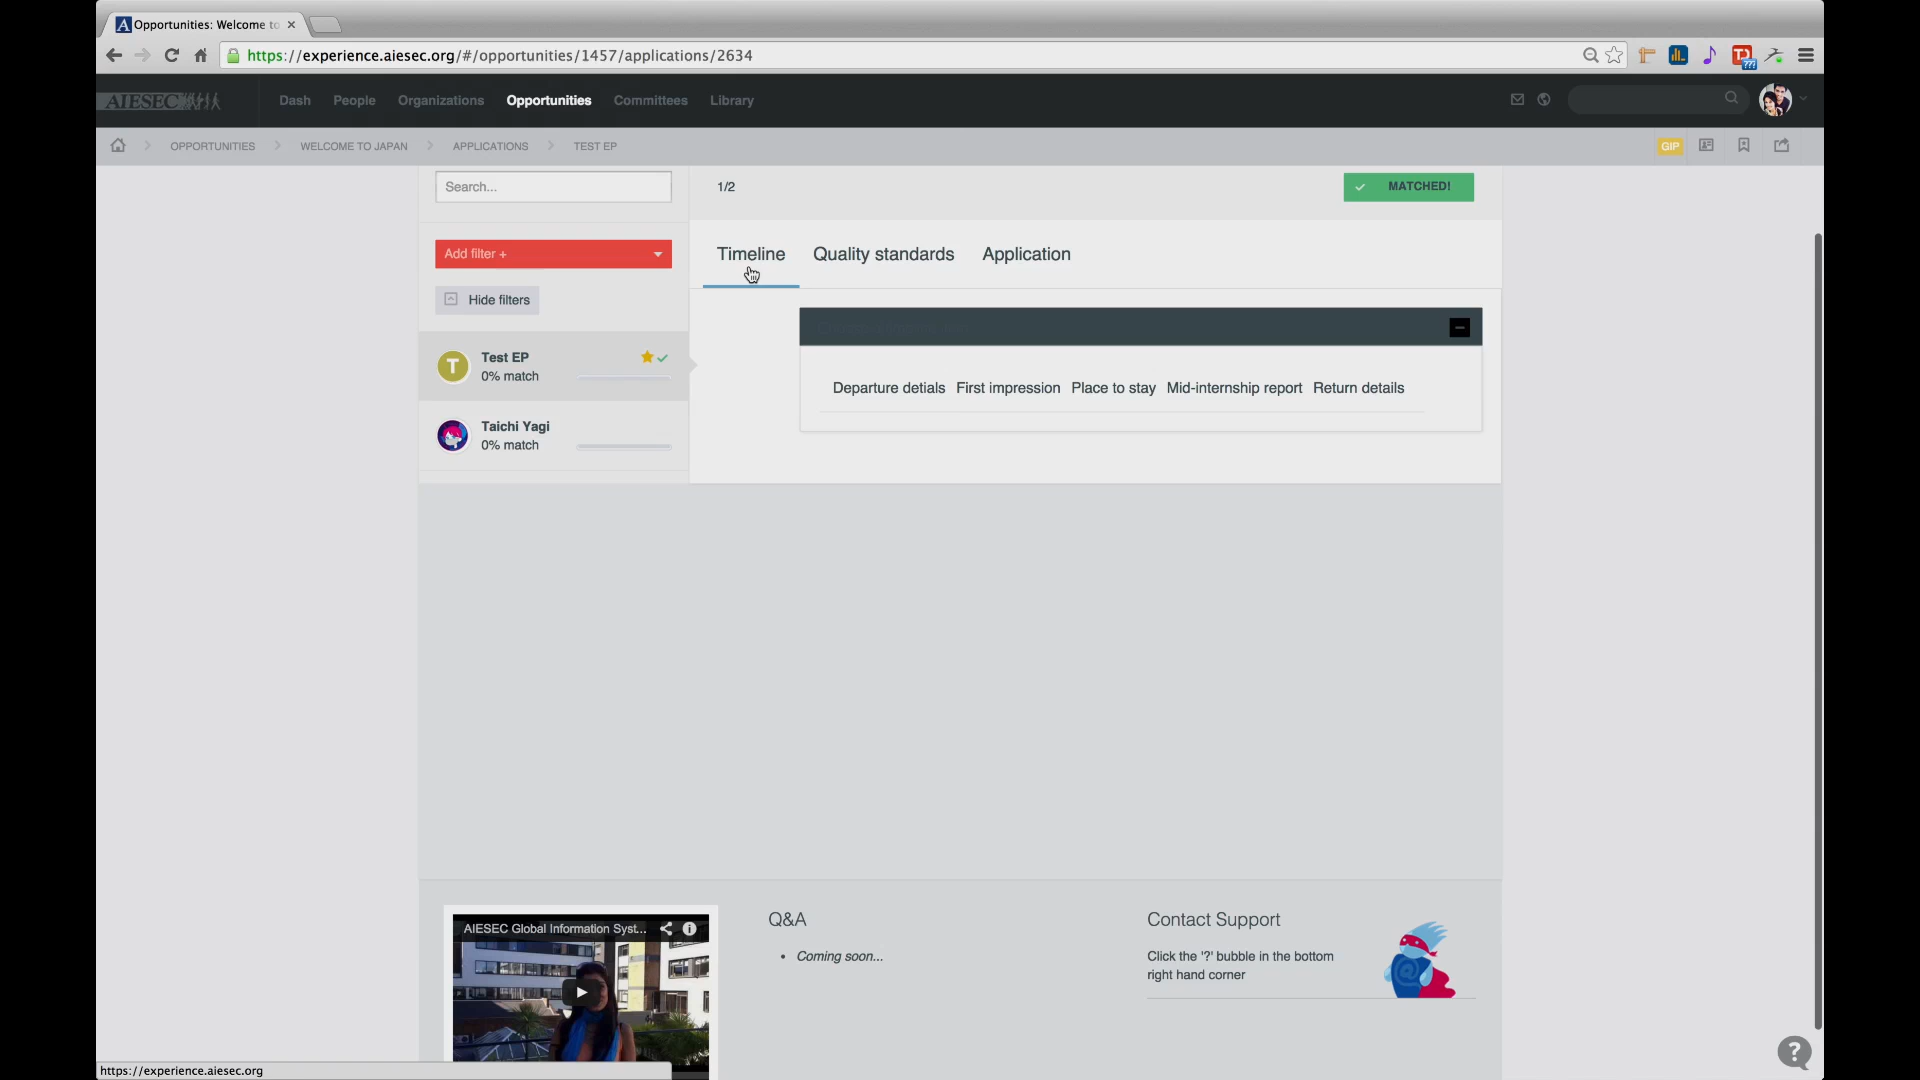 Opportunities: Welcome to
https://experience.aiesec.org/#/opportunities/1457/applications/2634
???
AIESEC
Dash People Organizations Opportunities Committees Library
OPPORTUNITIES WELCOME TO JAPAN APPLICATIONS TEST EP
GIP
Search...
1/2
MATCHED!
Add filter +
Timeline Quality standards Application
Hide filters
T
Test EP
0% match
Departure detials First impression Place to stay Mid-internship report Return details
Taichi Yagi
0% match
AIESEC Global Information Syst...
Q&A
Coming soon...
Contact Support
Click the '?' bubble in the bottom
right hand corner
?
https://experience.aiesec.org